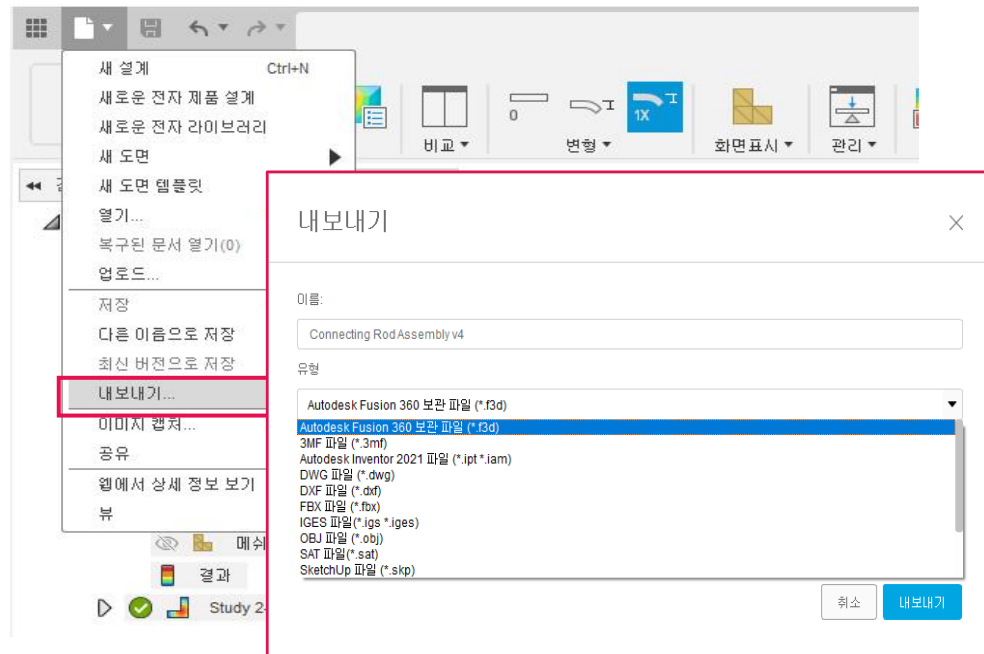 새 설계 Ctrl+N
새로운 전자 제품 설계
새로운 전자 라이브러리
새 도면
새 도면 템플릿
열기...
복구된 문서 열기(0)
업로드...
저장
다른 이름으로 저장
최신 버전으로 저장
내보내기...
이미지 캡처...
공유
웹에서 상세 정보 보기
뷰
비교
0
변형
1X
화면표시
관리
메쉬
결과
Study 2-
내보내기
이름:
Connecting Rod Assembly v4
유형
Autodesk Fusion 360 보관 파일 (*.f3d)
Autodesk Fusion 360 보관 파일 (*.f3d)
3MF 파일 (*.3mf)
Autodesk Inventor 2021 파일 (*.ipt *.iam)
DWG 파일 (*.dwg)
DXF 파일 (*.dxf)
FBX 파일 (*.fbx)
IGES 파일(*.igs *.iges)
OBJ 파일 (*.obj)
SAT 파일(*.sat)
SketchUp 파일 (*.skp)
취소 내보내기